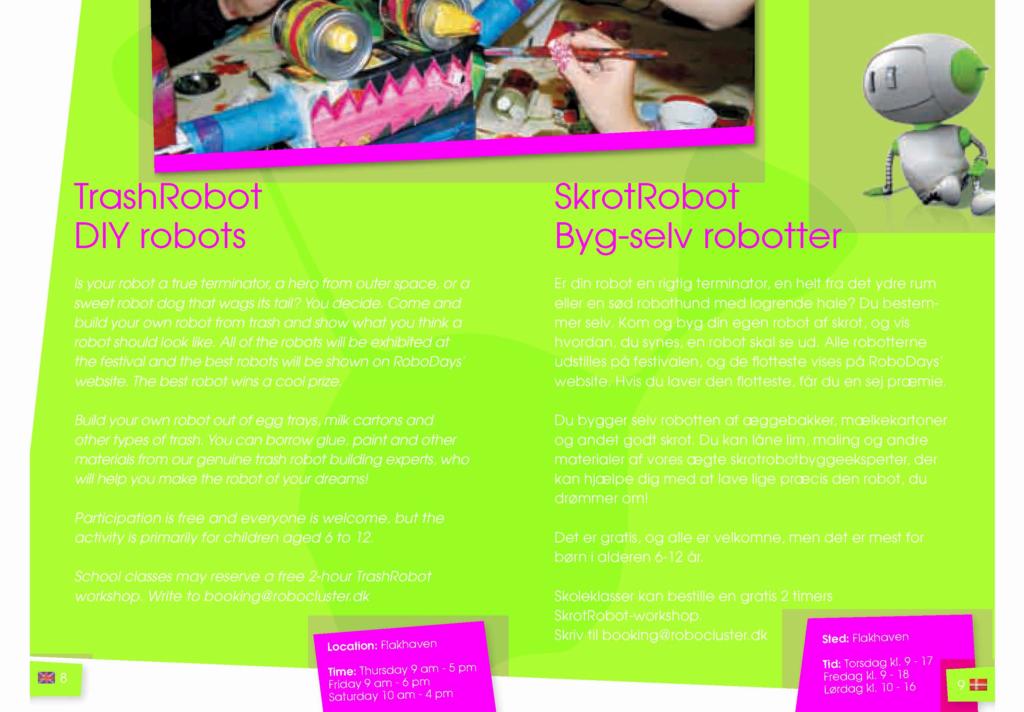 TrashRobot
DIY robots
Is your robot a true terminator, a hero from outer space, or a
sweet robot dog that wags its tail? You decide. Come and
build your own robot from trash and show what you think a
robot should look like. All of the robots will be exhibited at
the festival and the best robots will be shown on RoboDays'
website. The best robot wins a cool prize.
Build your own robot out of egg trays, milk cartons and
other types of trash. You can borrow glue, paint and other
materials from our genuine trash robot building experts, who
will help you make the robot of your dreams!
Participation is free and everyone is welcome, but the
activity is primarily for children aged 6 to 12.
School classes may reserve a free 2-hour TrashRobot
workshop. Write to booking@robocluster.dk
Location: Flakhaven
Time: Thursday 9 am - 5 pm
Friday 9 am - 6 pm
Saturday 10 am - 4 pm
8
SkrotRobot
Byg-selv robotter
Er din robot en rigtig terminator, en helt fra det ydre rum
eller en sød robothund med logrende hale? Du bestem-
mer selv. Kom og byg din egen robot af skrot, og vis
hvordan, du synes, en robot skal se ud. Alle robotterne
udstilles på festivalen, og de flotteste vises på RoboDays'
website. Hvis du laver den flotteste, får du en sej præmie.
Du bygger selv robotten af æggebakker, mælkekartoner
og andet godt skrot. Du kan låne lim, maling og andre
materialer af vores ægte skrotrobotbyggeeksperter, der
kan hjælpe dig med at lave lige præcis den robot, du
drømmer om!
Det er gratis, og alle er velkomne, men det er mest for
børn i alderen 6-12 år.
Skoleklasser kan bestille en gratis 2 timers
SkrotRobot-workshop
Skriv til booking@robocluster.dk
Sted: Flakhaven
Tid: Torsdag kl. 9 - 17
Fredag kl. 9 - 18
Lørdag kl. 10 - 16
9